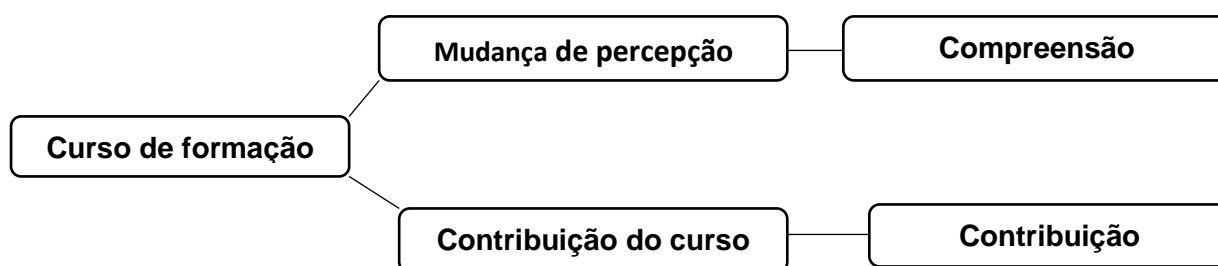 Mudança de percepção
Compreensão
Curso de formação
Contribuição do curso
Contribuição